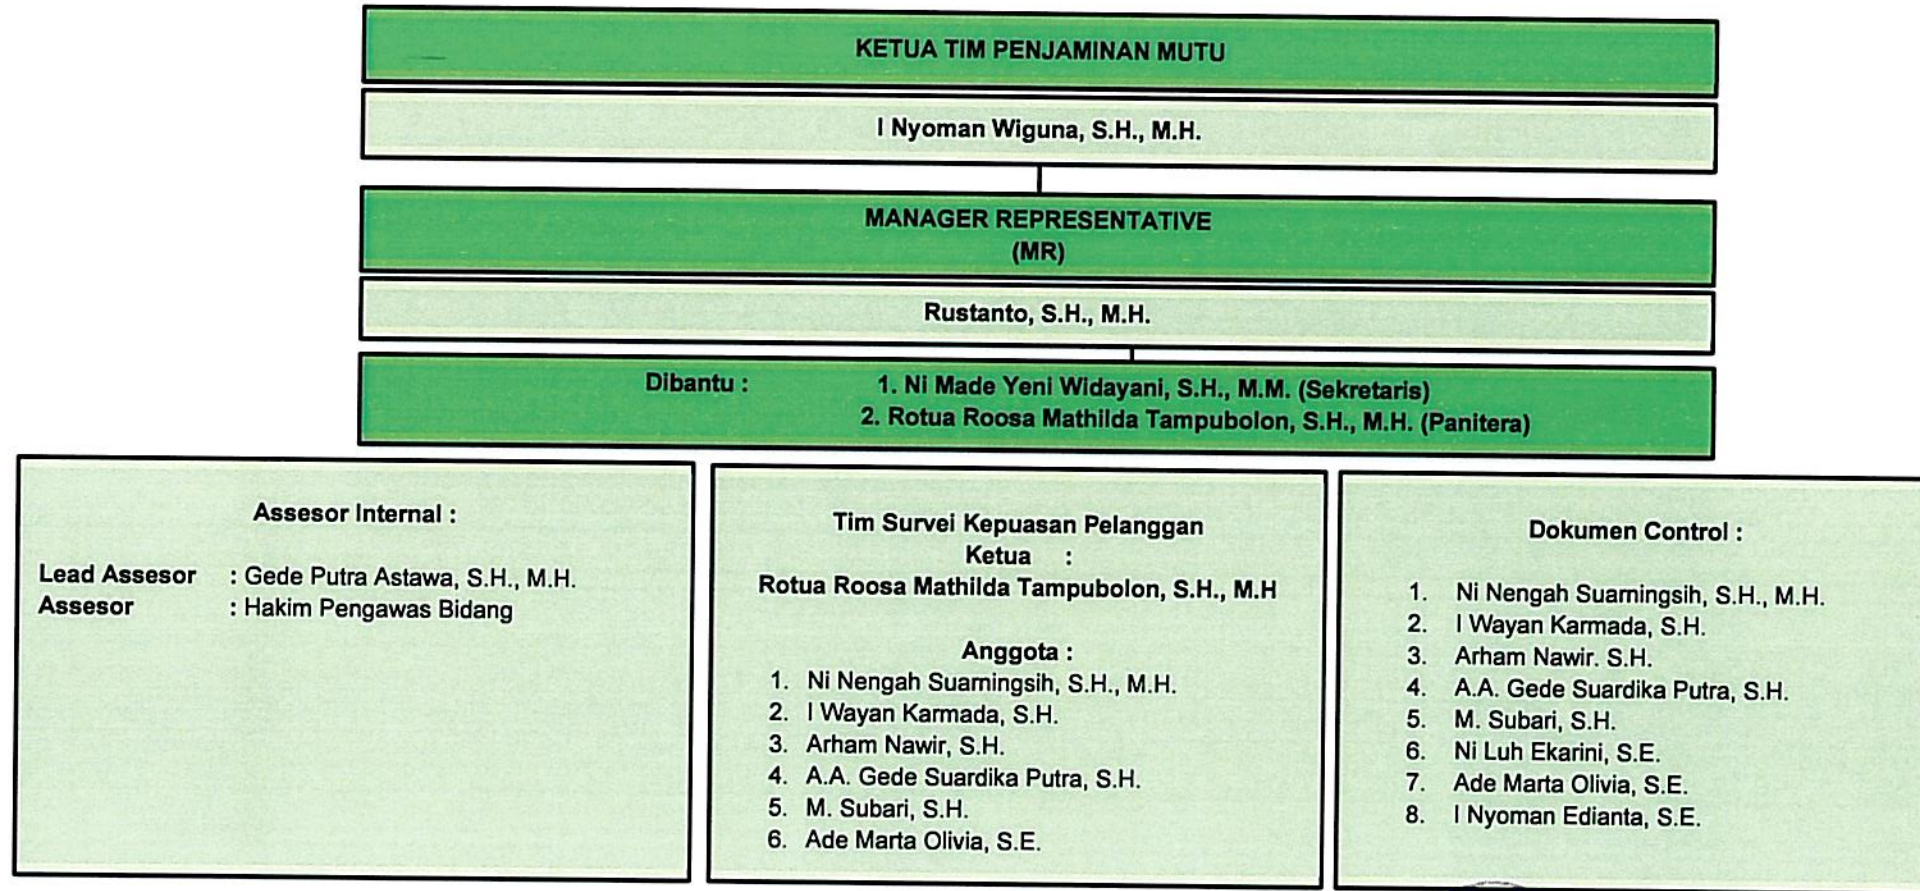 KETUA TIM PENJAMINAN MUTU
I Nyoman Wiguna, S.H., M.H.
MANAGER REPRESENTATIVE
(MR)
Rustanto, S.H., M.H.
Dibantu : 1. Ni Made Yeni Widayani, S.H., M.M. (Sekretaris)
2. Rotua Roosa Mathilda Tampubolon, S.H., M.H. (Panitera)
Assesor Internal :
Lead Assesor : Gede Putra Astawa, S.H., M.H.
Assesor : Hakim Pengawas Bidang
Tim Survei Kepuasan Pelanggan
Ketua :
Rotua Roosa Mathilda Tampubolon, S.H., M.H
Anggota :
1. Ni Nengah Suarningsih, S.H., M.H.
2. I Wayan Karmada, S.H.
3. Arham Nawir, S.H.
4. A.A. Gede Suardika Putra, S.H.
5. M. Subari, S.H.
6. Ade Marta Olivia, S.E.
Dokumen Control :
1. Ni Nengah Suarningsih, S.H., M.H.
2. I Wayan Karmada, S.H.
3. Arham Nawir. S.H.
4. A.A. Gede Suardika Putra, S.H.
5. M. Subari, S.H.
6. Ni Luh Ekarini, S.E.
7. Ade Marta Olivia, S.E.
8. I Nyoman Edianta, S.E.